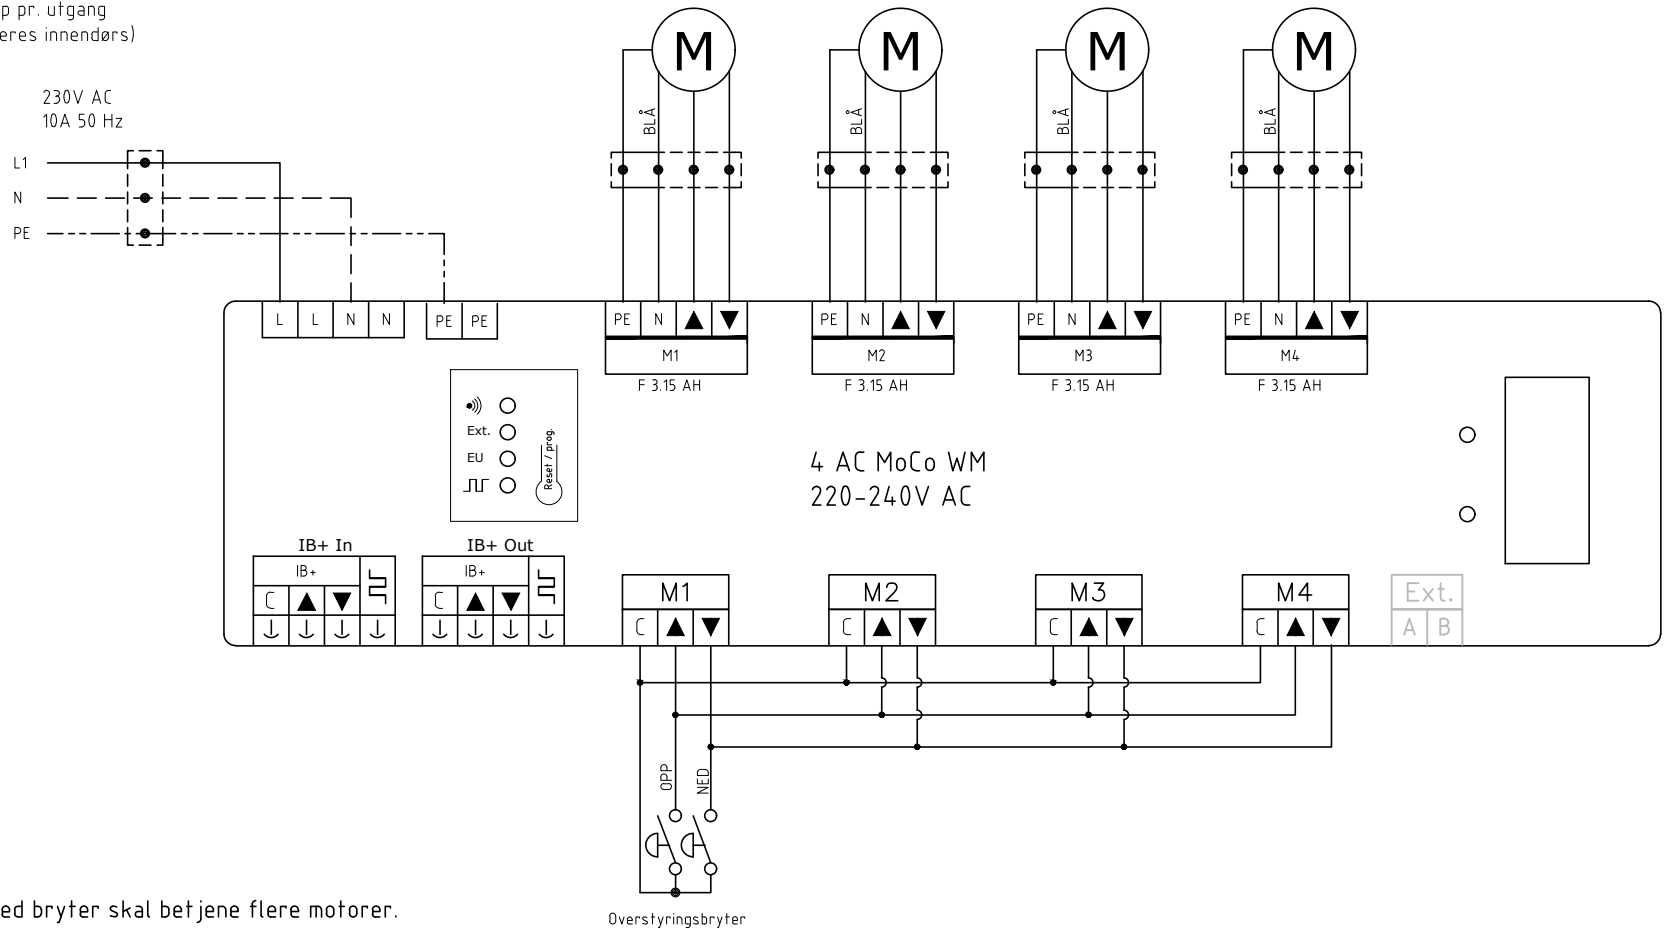 p pr. utgang
eres innendørs)
230V AC
10A 50 Hz
L1
N
PE
M M M M
BLÅ BLÅ BLÅ BLÅ
L L N N PE PE
PE N PE N PE N PE N
M1 M2 M3 M4
F 3.15 AH F 3.15 AH F 3.15 AH F 3.15 AH
Ext.
EU
Reset / prog.
4 AC MoCo WM
220-240V AC
IB+ In IB+ Out
IB+ IB+
C C
M1 M2 M3 M4 Ext.
C C C C A B
OPP NED
Overstyringsbryter
ed bryter skal betjene flere motorer.